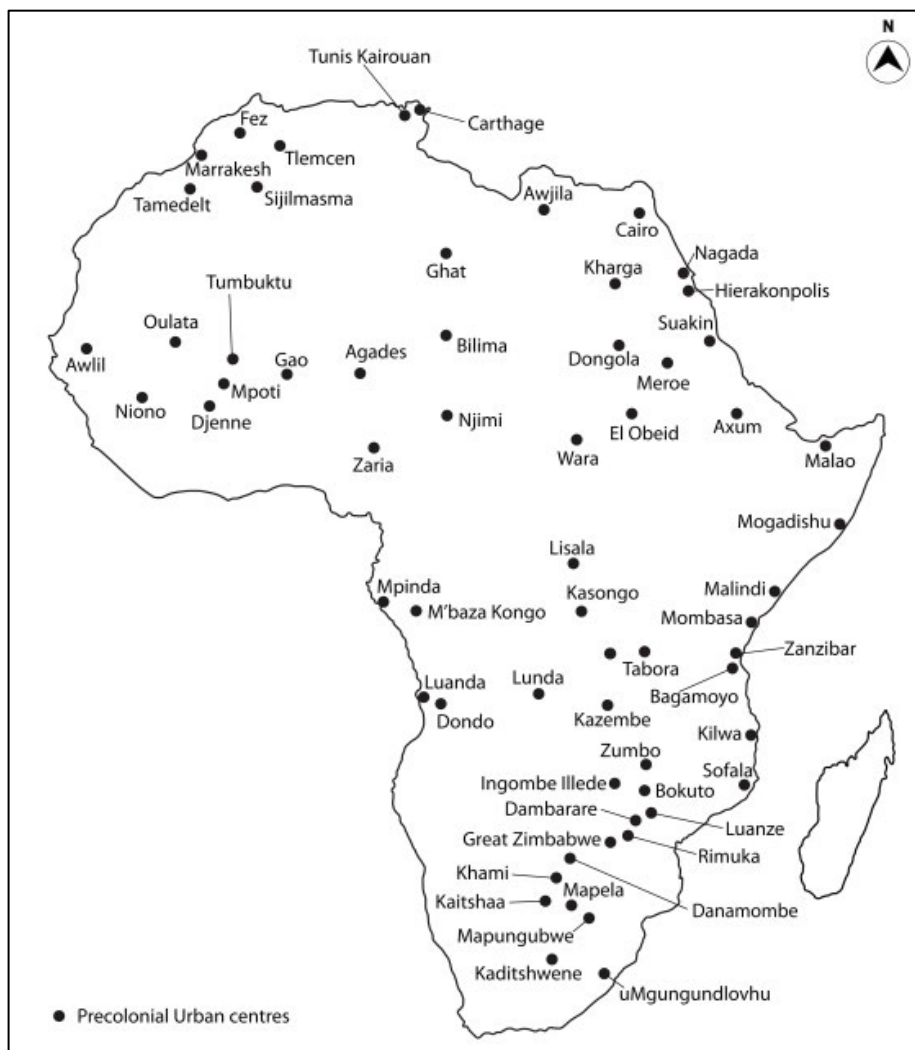 N
Tunis Kairouan
Carthage
Fez
Tlemcen
Marrakesh
Tamedelt
Sijilmasma
Awjila
Cairo
Nagada
Ghat
Kharga
Hierakonpolis
Tumbuktu
Oulata
Suakin
Awlil
Gao
Agades
Bilima
Dongola
Meroe
Mpoti
Niono
Djenne
Njimi
El Obeid
Axum
Zaria
Wara
Malao
Mogadishu
Lisala
Mpinda
Kasongo
Malindi
M'baza Kongo
Mombasa
Tabora
Zanzibar
Luanda
Lunda
Bagamoyo
Dondo
Kazembe
Kilwa
Zumbo
Sofala
Ingombe Illede
Bokuto
Dambarare
Luanze
Great Zimbabwe
Rimuka
Khami
Mapela
Kaitshaa
Danamombe
Mapungubwe
Kaditshwene
uMgungundlovhu
Precolonial Urban centres